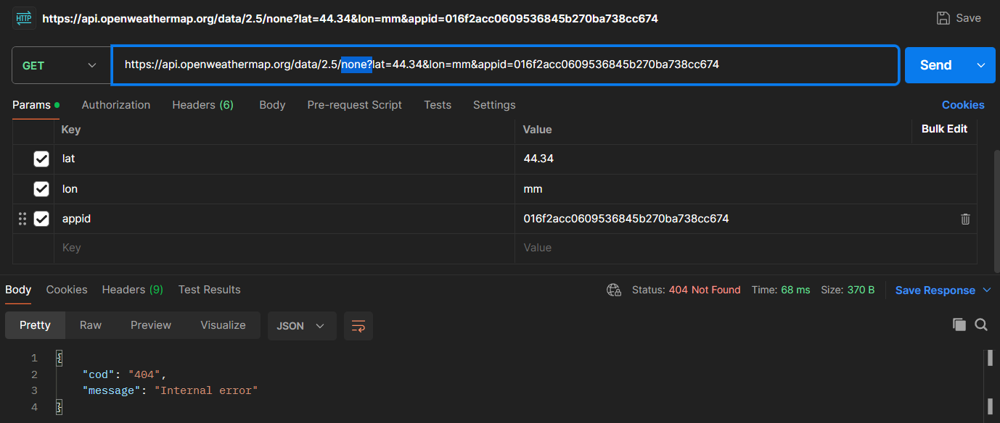 HTTP https://api.openweathermap.org/data/2.5/none?lat=44.34&lon=mm&appid=016f2acc0609536845b270ba738cc674 Save
GET https://api.openweathermap.org/data/2.5/none?lat=44.34&lon=mm&appid=016f2acc0609536845b270ba738cc674 Send
Params Authorization Headers (6) Body Pre-request Script Tests Settings Cookies
Key Value Bulk Edit
lat 44.34
lon mm
appid 016f2acc0609536845b270ba738cc674
Key Value
Body Cookies Headers (9) Test Results Status: 404 Not Found Time: 68 ms Size: 370 B Save Response
Pretty Raw Preview Visualize JSON
1 {
2 "cod": "404",
3 "message": "Internal error"
4 }